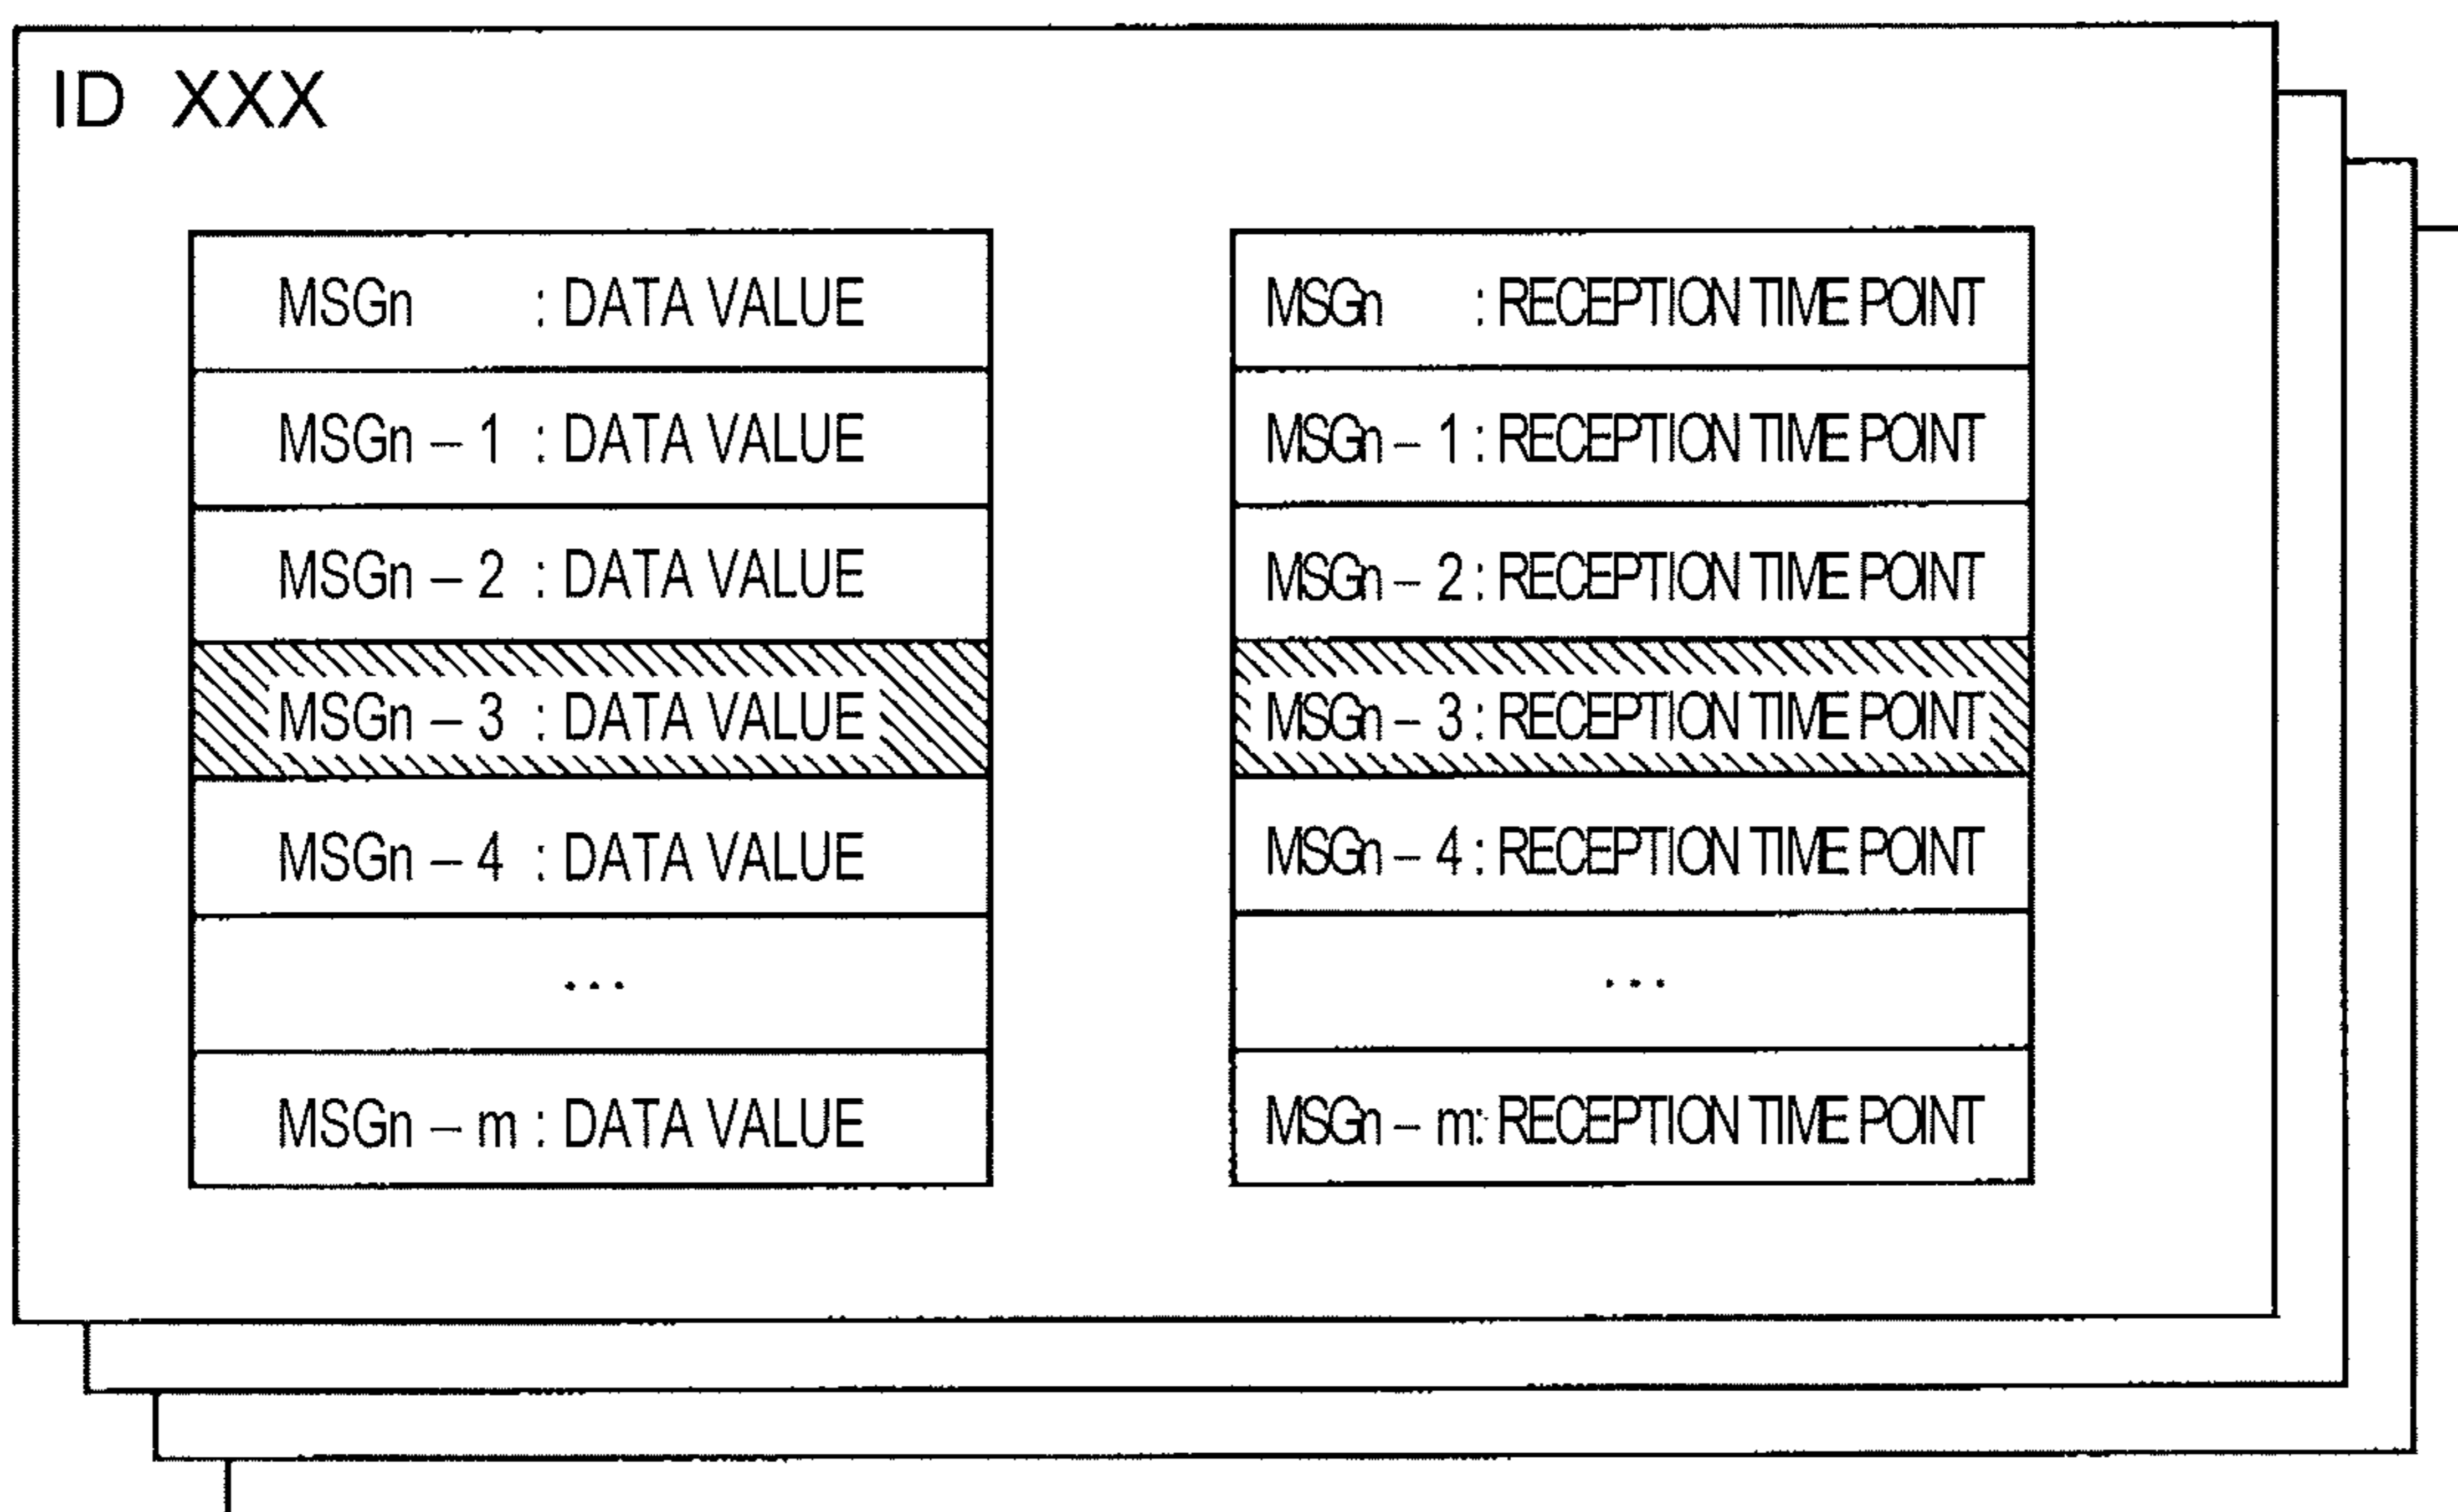 ID XXX
MSGn : DATA VALUE
MSGn – 1 : DATA VALUE
MSGn – 2 : DATA VALUE
MSGn – 3 : DATA VALUE
MSGn – 4 : DATA VALUE
...
MSGn – m : DATA VALUE
MSGn : RECEPTION TIME POINT
MSGn – 1 : RECEPTION TIME POINT
MSGn – 2 : RECEPTION TIME POINT
MSGn – 3 : RECEPTION TIME POINT
MSGn – 4 : RECEPTION TIME POINT
...
MSGn – m : RECEPTION TIME POINT